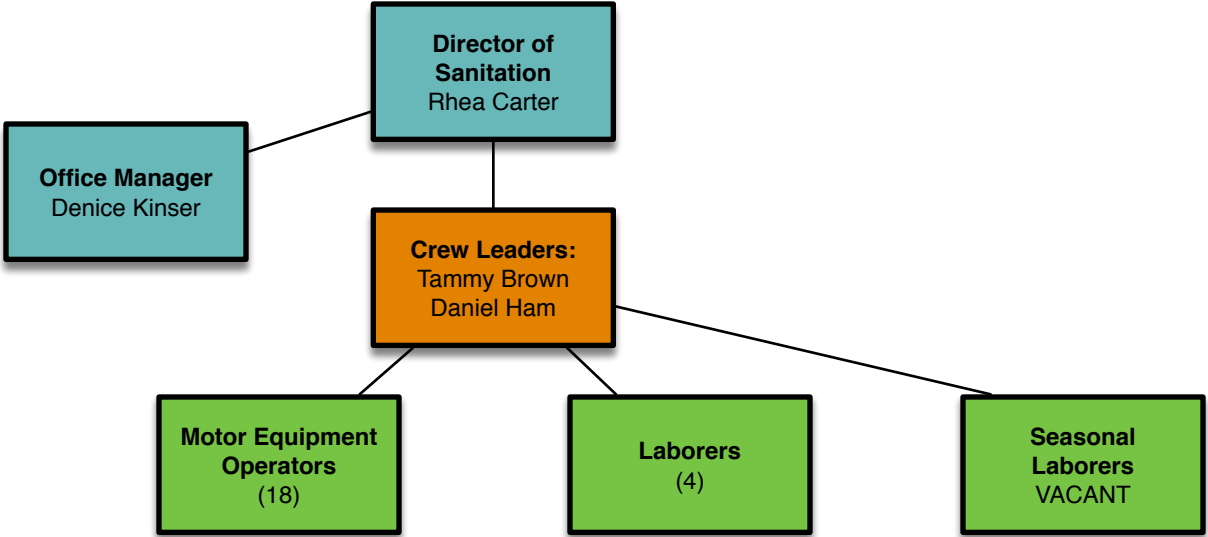 Director of
Sanitation
Rhea Carter
Office Manager
Denice Kinser
Crew Leaders:
Tammy Brown
Daniel Ham
Motor Equipment
Operators
(18)
Laborers
(4)
Seasonal
Laborers
VACANT